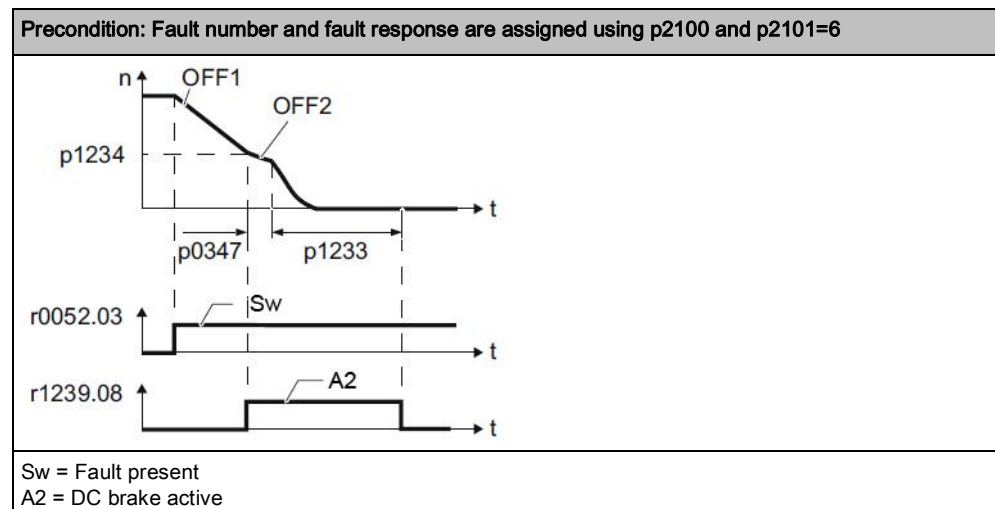 Precondition: Fault number and fault response are assigned using p2100 and p2101=6
n
OFF1
OFF2
p1234
t
p0347
p1233
r0052.03
Sw
t
r1239.08
A2
t
Sw = Fault present
A2 = DC brake active